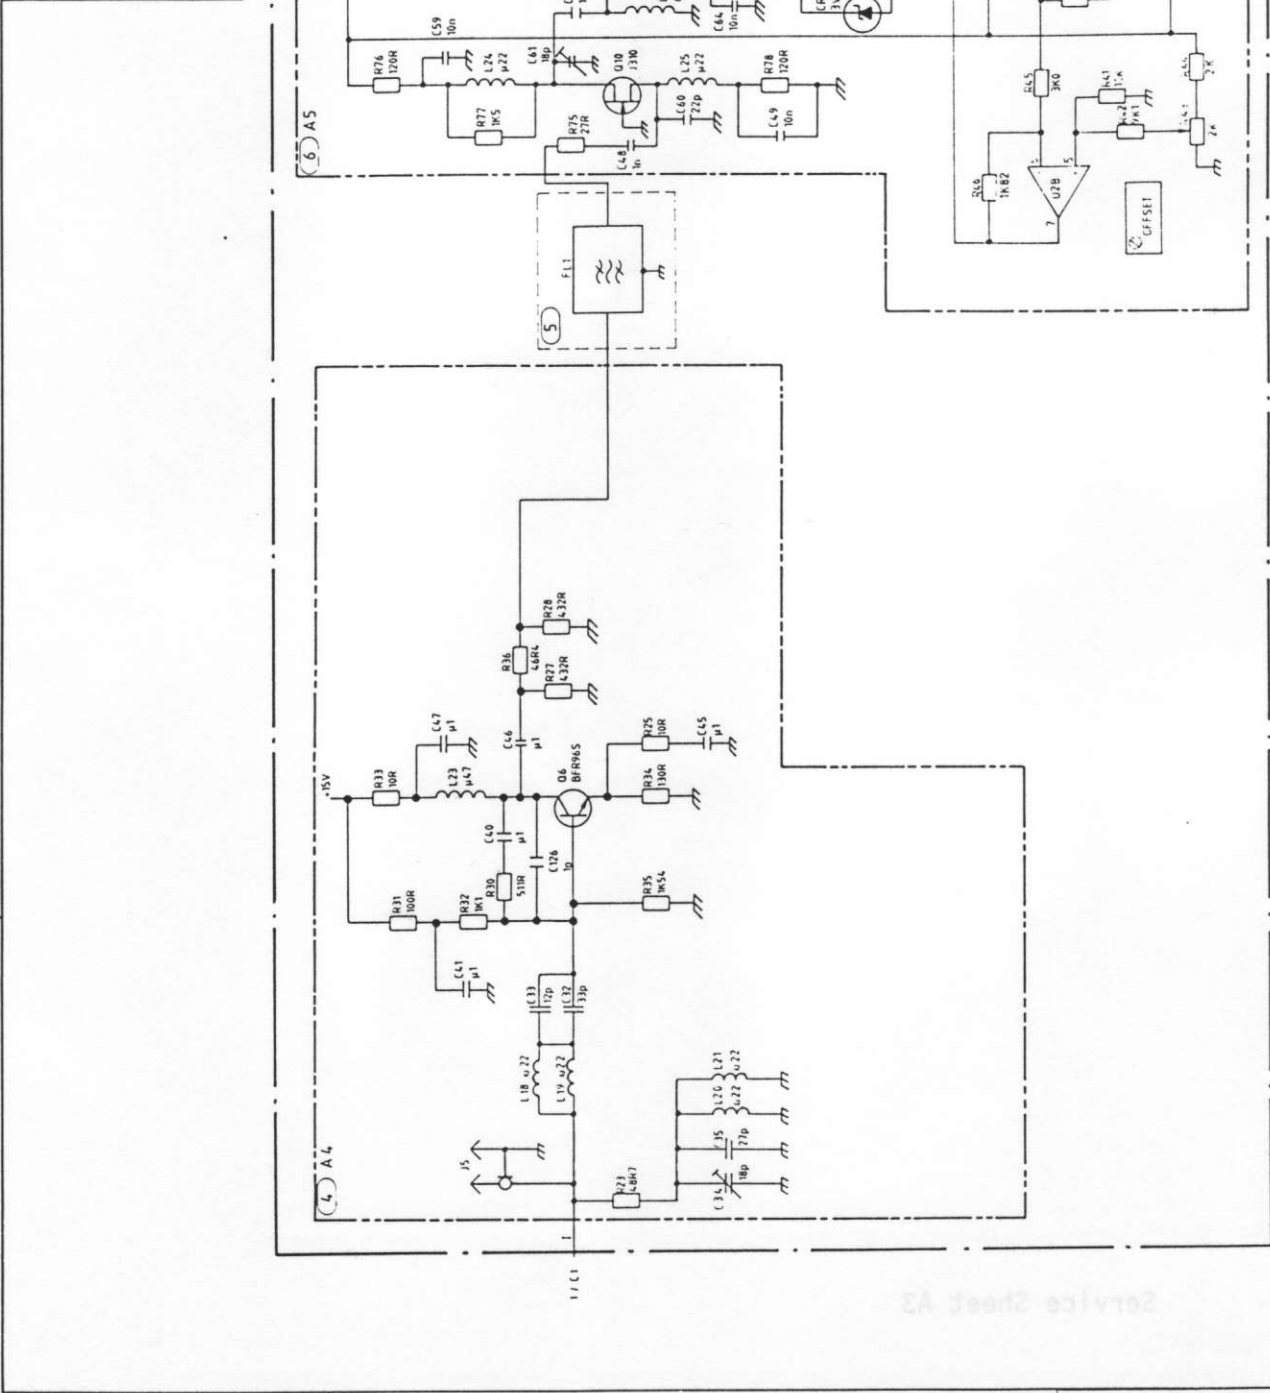 C59
10n
C64
10n
R76
120R
L24
µ22
C61
18p
Q10
J310
L25
µ22
R78
120R
R77
1K5
C60
22p
C49
10n
R75
27R
C48
1n
6 A5
R45
3K0
R46
1K82
U2B
7
5
2K
OFFSET
FL1
5
R28
432R
R36
46R4
R27
432R
C47
µ1
C46
µ1
R25
10R
C45
µ1
+15V
R33
10R
L23
µ47
Q6
BFR96S
R34
130R
C40
µ1
C126
1p
R30
511R
R31
100R
R32
1K1
R35
1K54
C41
µ1
C33
12p
C32
33p
L18 µ22
L19 µ22
L21
µ22
L20
µ22
C35
27p
C34
18p
J5
R23
48R7
4 A4
1
Service Sheet A3